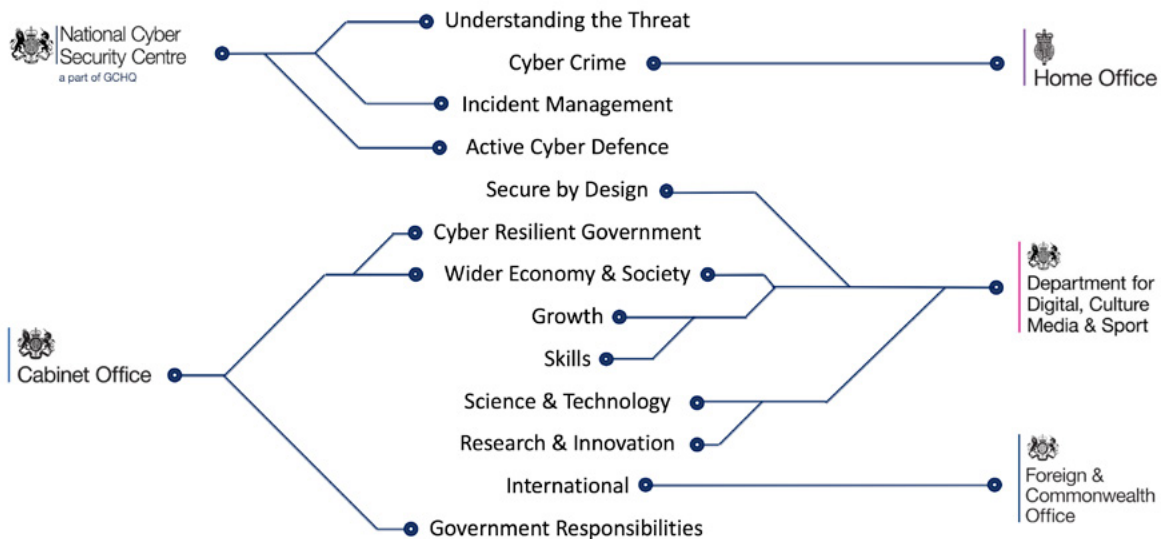 National Cyber
Security Centre
a part of GCHQ
Understanding the Threat
Cyber Crime
Home Office
Incident Management
Active Cyber Defence
Secure by Design
Cyber Resilient Government
Wider Economy & Society
Department for
Digital, Culture
Media & Sport
Growth
Skills
Cabinet Office
Science & Technology
Research & Innovation
International
Foreign &
Commonwealth
Office
Government Responsibilities